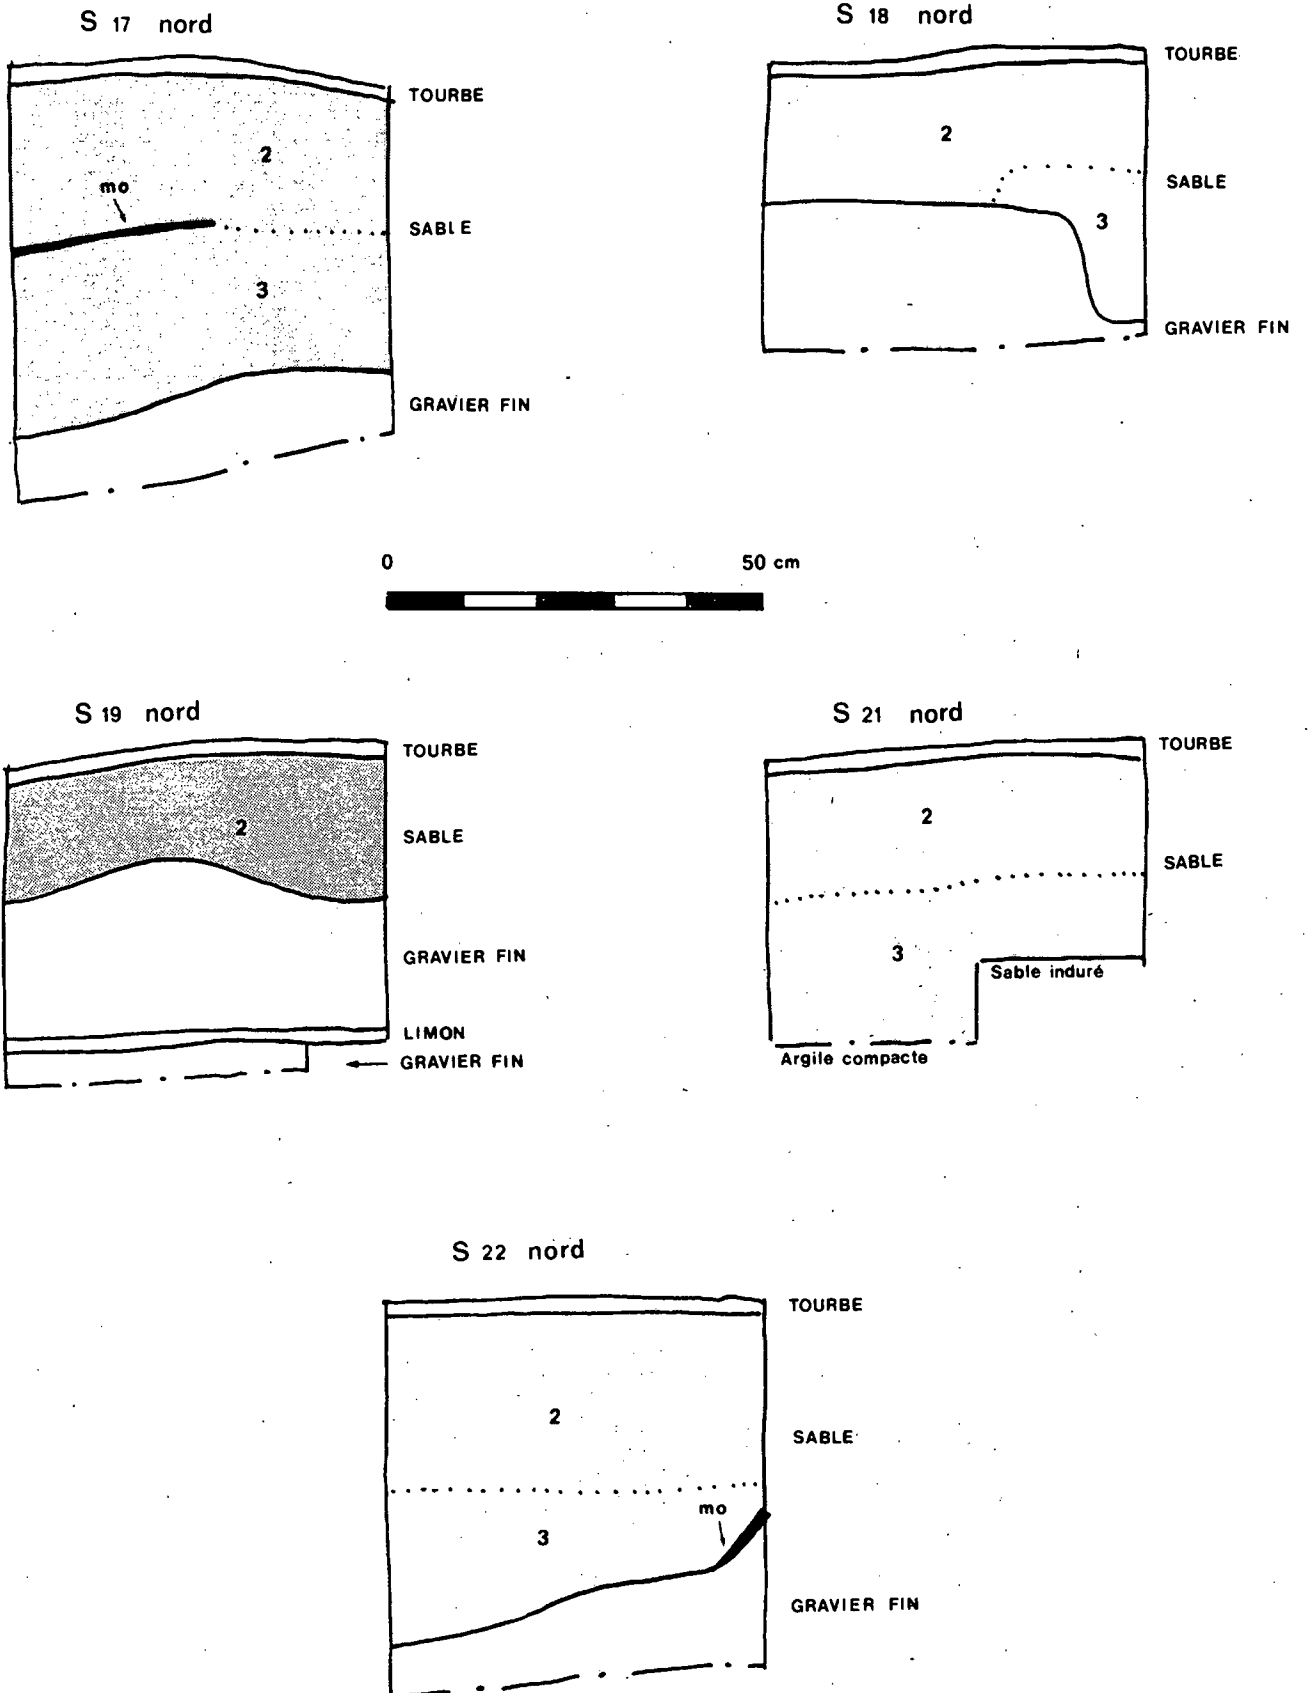 S 17 nord
TOURBE
2
mo
SABLE
3
GRAVIER FIN
S 18 nord
TOURBE
2
SABLE
3
GRAVIER FIN
0 50 cm
S 19 nord
TOURBE
2
SABLE
GRAVIER FIN
LIMON
GRAVIER FIN
S 21 nord
TOURBE
2
SABLE
3
Sable induré
Argile compacte
S 22 nord
TOURBE
2
SABLE
mo
3
GRAVIER FIN